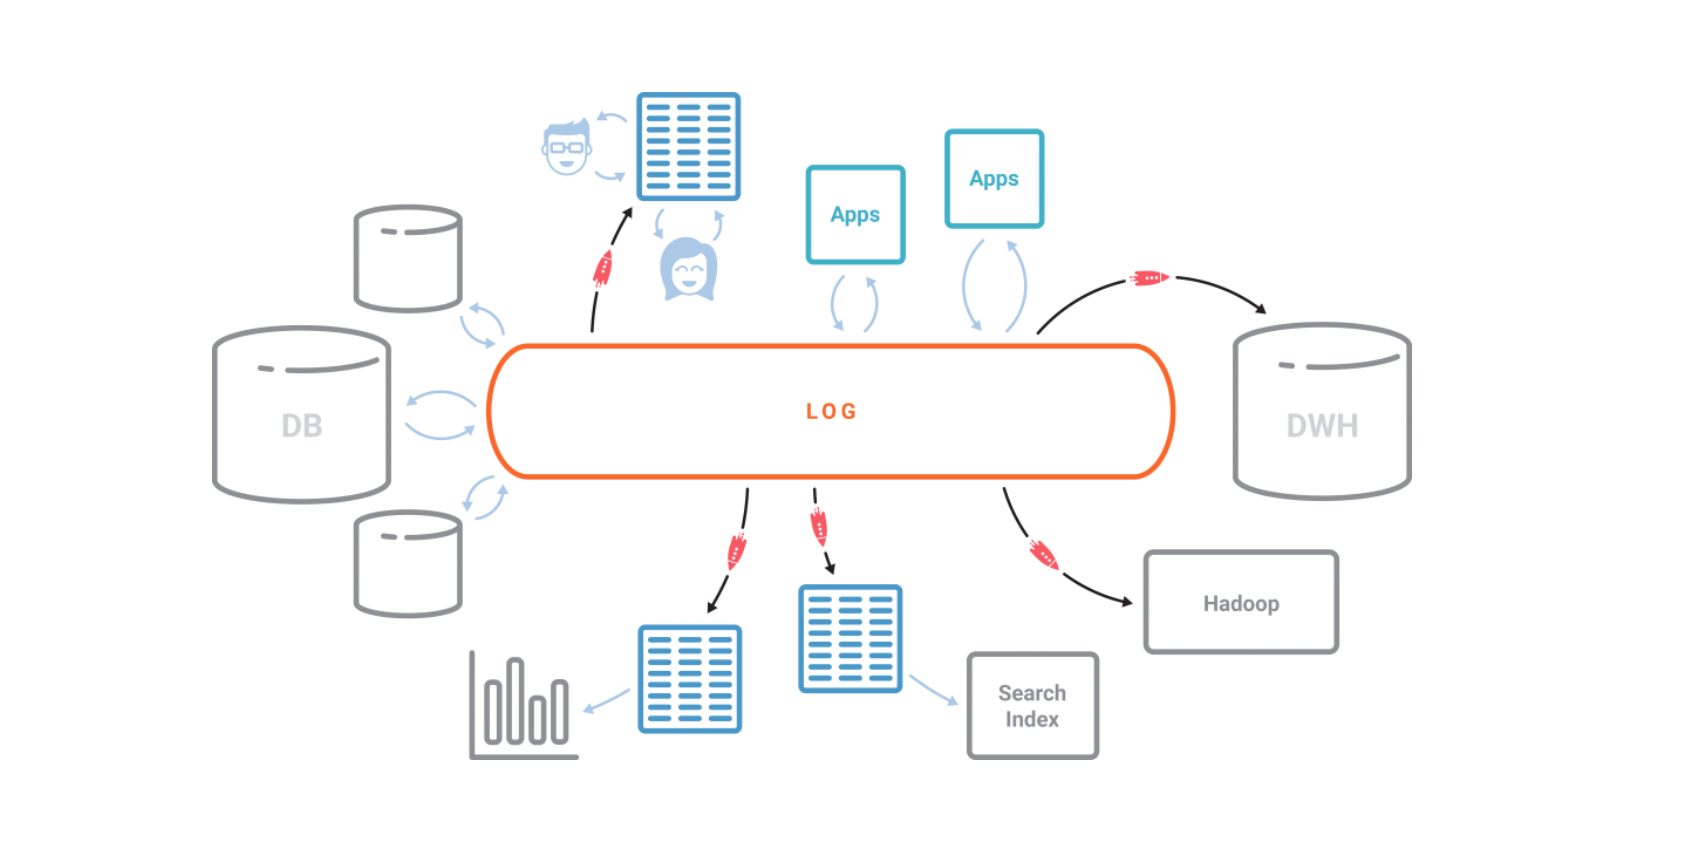 Apps
Apps
LOG
DB
DWH
Hadoop
Search
Index